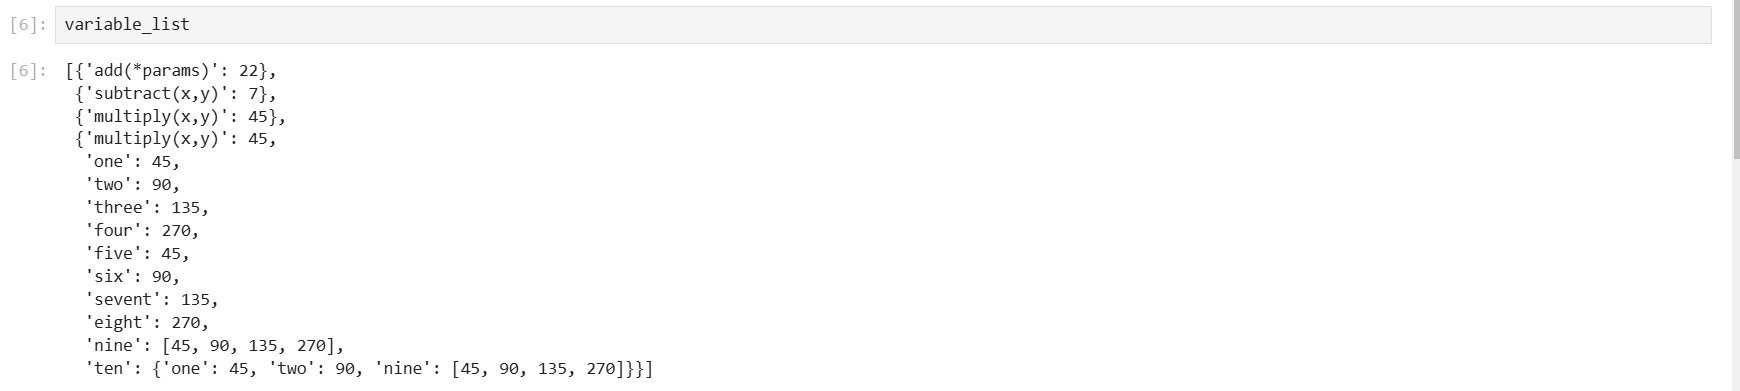 [6]: variable_list
[6]: [{'add(*params)': 22},
{'subtract(x,y)': 7},
{'multiply(x,y)': 45},
{'multiply(x,y)': 45,
'one': 45,
'two': 90,
'three': 135,
'four': 270,
'five': 45,
'six': 90,
'sevent': 135,
'eight': 270,
'nine': [45, 90, 135, 270],
'ten': {'one': 45, 'two': 90, 'nine': [45, 90, 135, 270]}}]